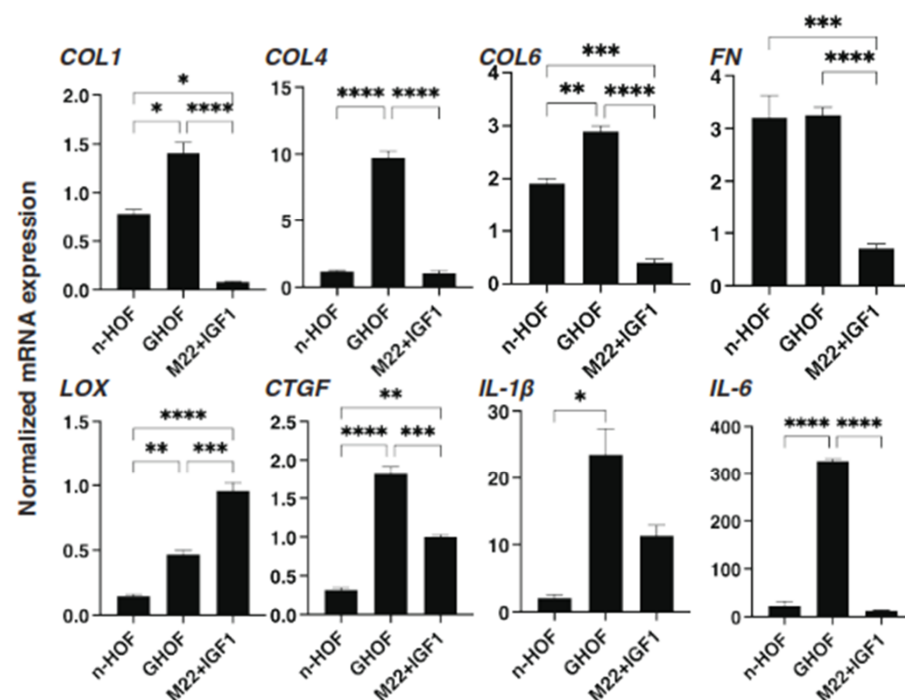 COL1 COL4 COL6 FN
*** 
* *** ****
* **** **** **** ** ****
2.0 15 4 4
1.5 10 3 3
1.0 2 2
0.5 5 1 1
0.0 0 0 0
n-HOF GHOF M22+IGF1 n-HOF GHOF M22+IGF1 n-HOF GHOF M22+IGF1 n-HOF GHOF M22+IGF1
Normalized mRNA expression
LOX CTGF IL-1β IL-6
**** ** *
** *** **** *** **** ****
1.5 2.5 30 400
2.0 300
1.0 1.5 20 200
0.5 1.0 10 100
0.5
0.0 0.0 0 0
n-HOF GHOF M22+IGF1 n-HOF GHOF M22+IGF1 n-HOF GHOF M22+IGF1 n-HOF GHOF M22+IGF1